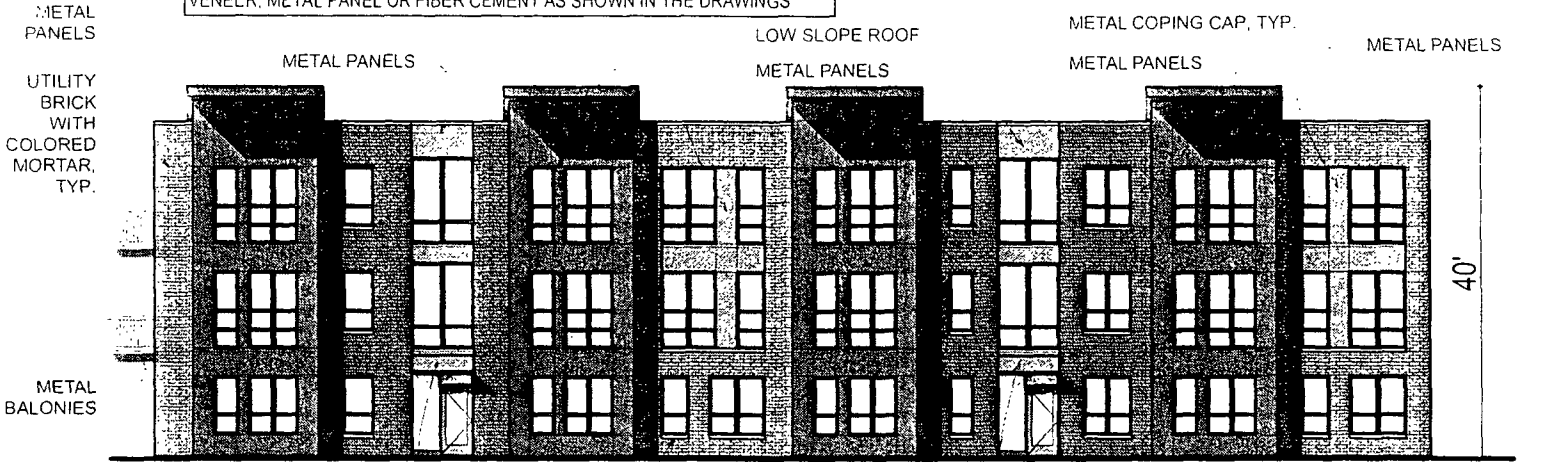 VENEER, METAL PANEL OR FIBER CEMENT AS SHOWN IN THE DRAWINGS
METAL
PANELS
METAL PANELS
LOW SLOPE ROOF
METAL PANELS
METAL COPING CAP, TYP.
METAL PANELS
METAL PANELS
UTILITY
BRICK
WITH
COLORED
MORTAR,
TYP.
METAL
BALONIES
40'